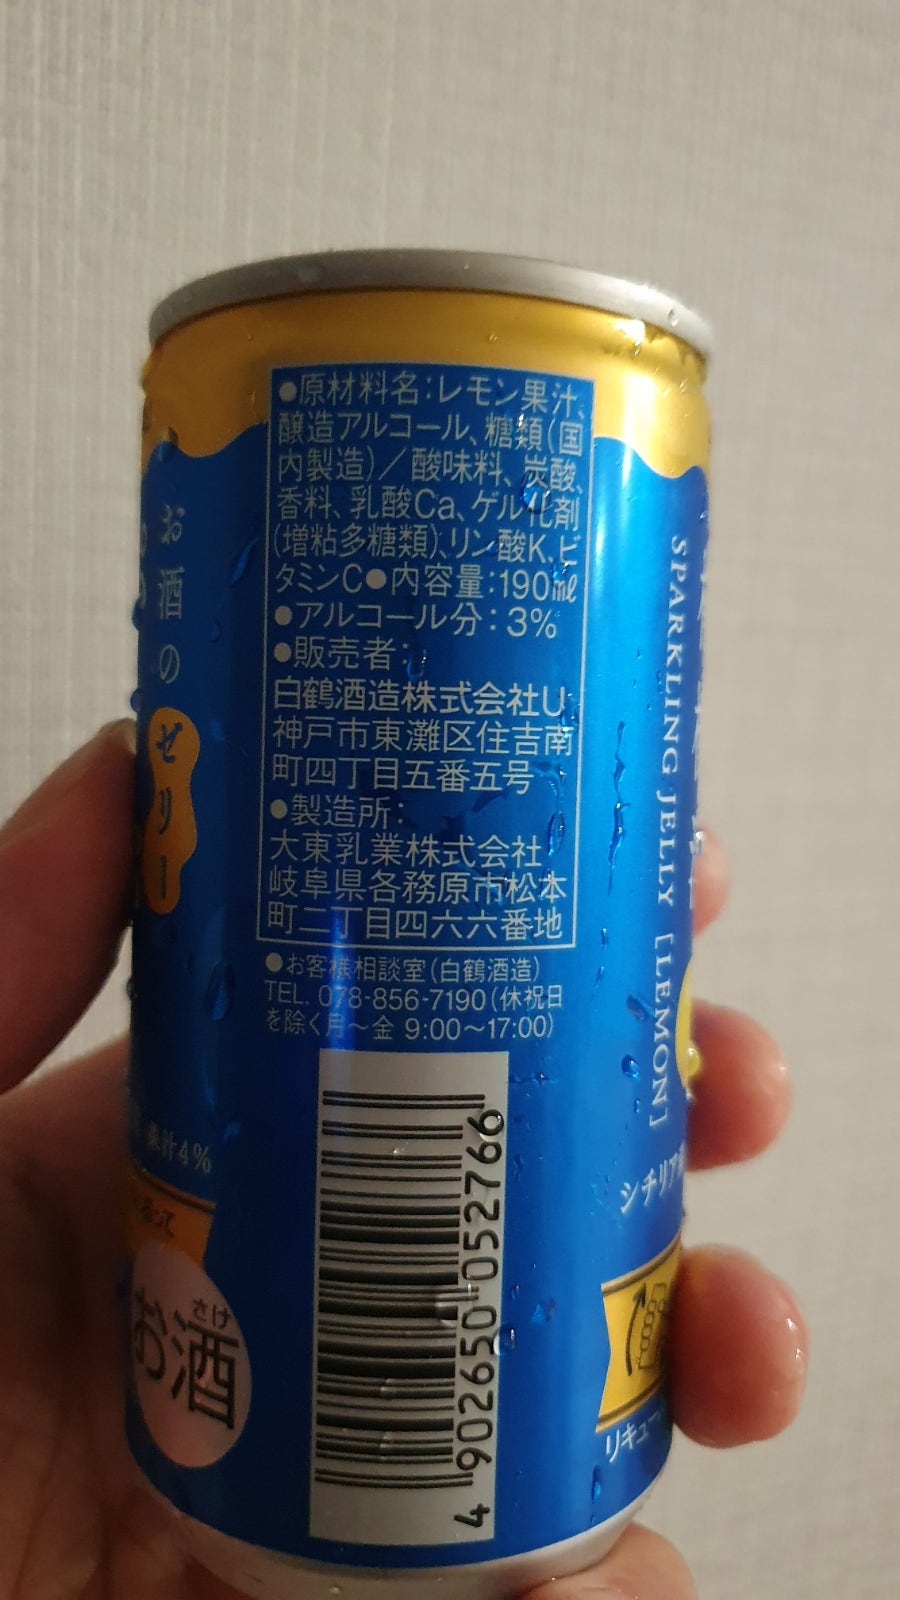 ●原材料名:レモン果汁、
醸造アルコール、糖類(国
内製造)/酸味料、炭酸、
香料、乳酸Ca、ゲル化剤
(増粘多糖類)、リン酸K、ビ
タミンC●内容量:190ml
●アルコール分:3%
●販売者:
白鶴酒造株式会社U
神戸市東灘区住吉南
町四丁目五番五号
●製造所:
大東乳業株式会社
岐阜県各務原市松本
町二丁目四六六番地
●お客様相談室(白鶴酒造)
TEL. 078-856-7190(休祝日
を除く月～金 9:00～17:00)
4 902650 052766
お酒のゼリー
果汁4%
さけ
お酒
SPARKLING JELLY [LEMON]
シチリア
リキュー